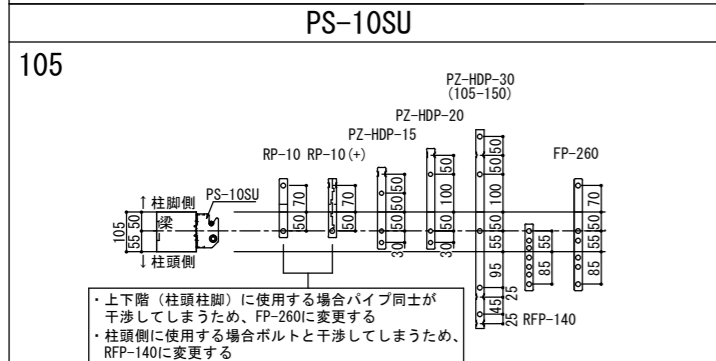 PS-10SU
105
PZ-HDP-30
(105-150)
PZ-HDP-20
PZ-HDP-15
RP-10 RP-10(+)
FP-260
PS-10SU
↑柱脚側
梁
↓柱頭側
105
55 50
50 70
50 70
30 50 50 50
30 50 100 50
25 45 25 95 55 50 100 50 50
85 55
85 55 50 70
RFP-140
・上下階（柱頭柱脚）に使用する場合パイプ同士が
干渉してしまうため、FP-260に変更する
・柱頭側に使用する場合ボルトと干渉してしまうため、
RFP-140に変更する